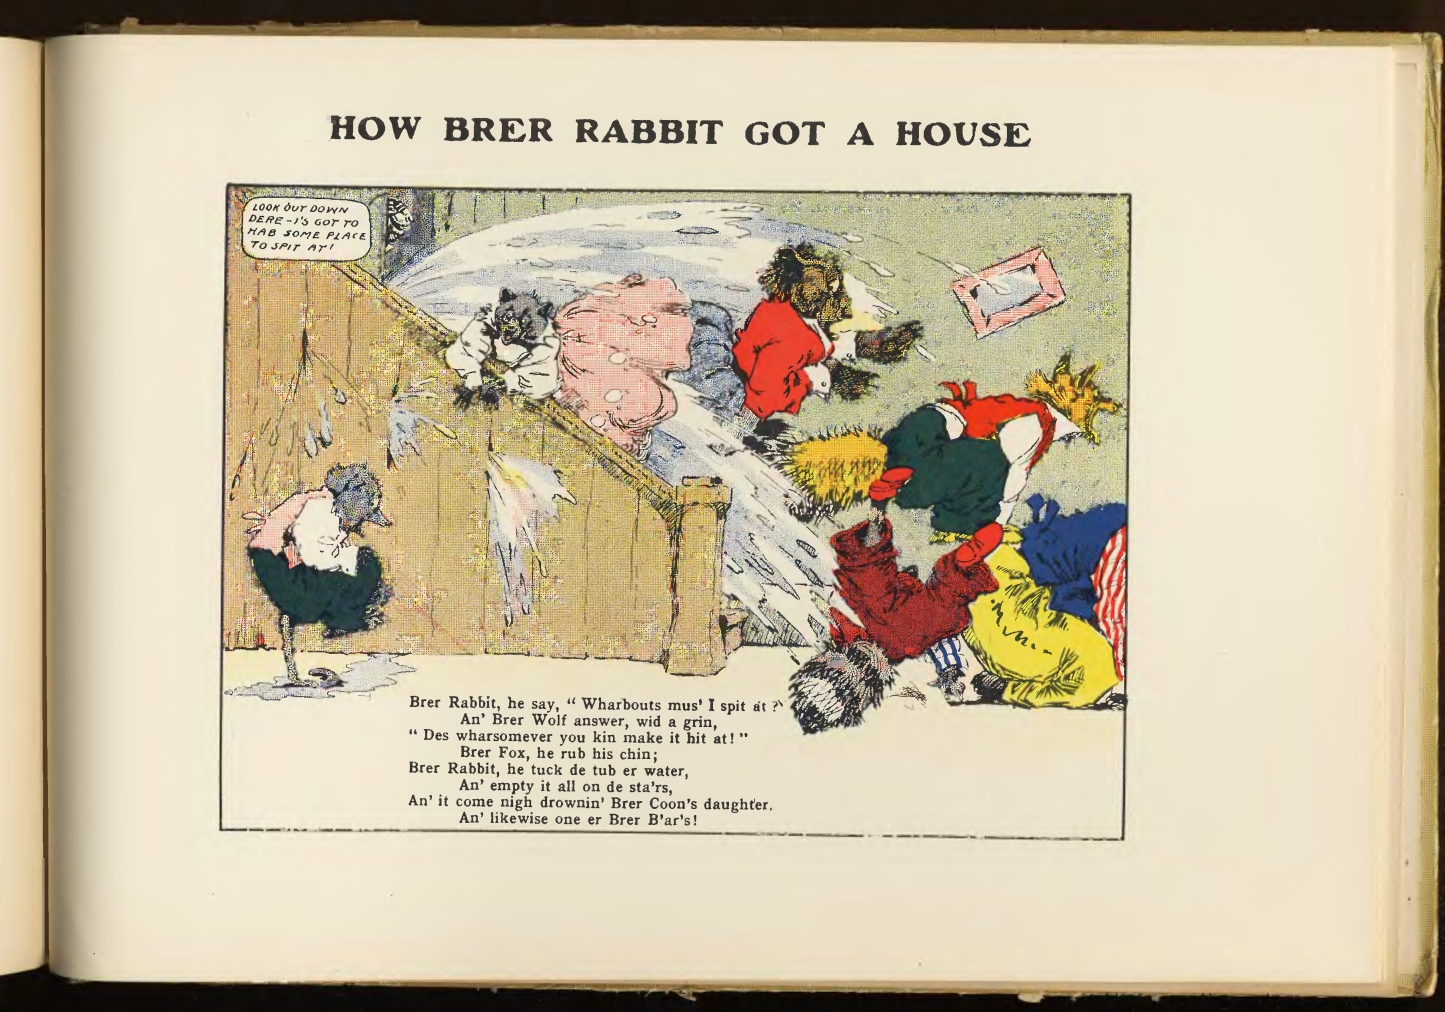 HOW BRER RABBIT GOT A HOUSE
LOOK OUT DOWN
DERE-I'S GOT TO
HAB SOME PLACE
TO SPIT AT!
Brer Rabbit, he say, “ Wharbouts mus' I spit at ?”
An' Brer Wolf answer, wid a grin,
“ Des wharsomever you kin make it hit at! ”
Brer Fox, he rub his chin;
Brer Rabbit, he tuck de tub er water,
An' empty it all on de sta'rs,
An' it come nigh drownin' Brer Coon's daughter.
An' likewise one er Brer B'ar's!